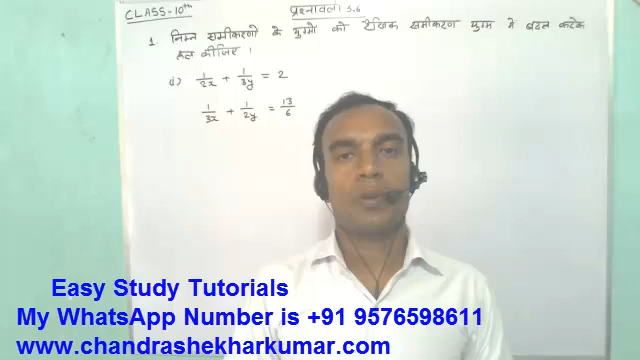 CLASS-10th
प्रश्नावली 3.6
1. निम्न समीकरणों के युग्मों को रैखिक समीकरण युग्म में बदल करके
हल कीजिए।
(i) 1/2x + 1/3y = 2
1/3x + 1/2y = 13/6
Easy Study Tutorials
My WhatsApp Number is +91 9576598611
www.chandrashekharkumar.com